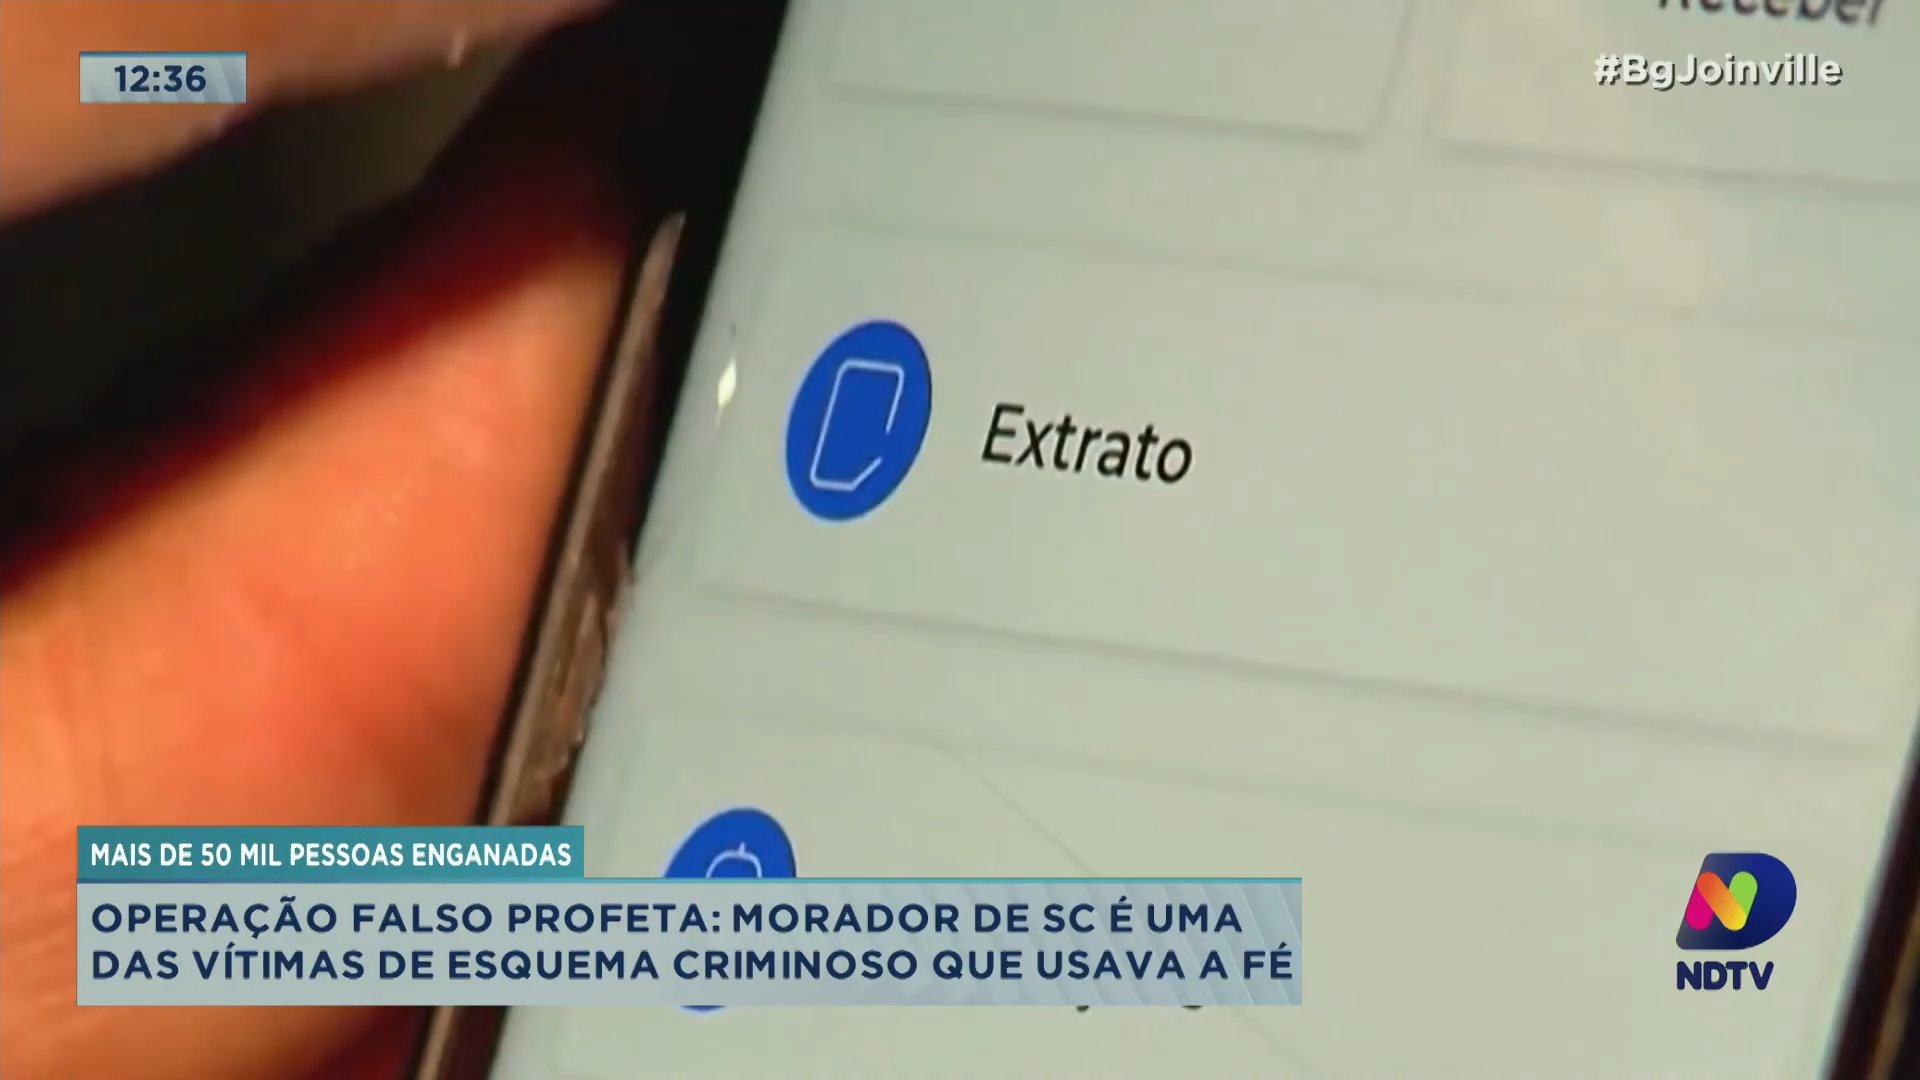 12:36
Receber
#BgJoinville
Extrato
MAIS DE 50 MIL PESSOAS ENGANADAS
OPERAÇÃO FALSO PROFETA: MORADOR DE SC É UMA
DAS VÍTIMAS DE ESQUEMA CRIMINOSO QUE USAVA A FÉ
NDTV